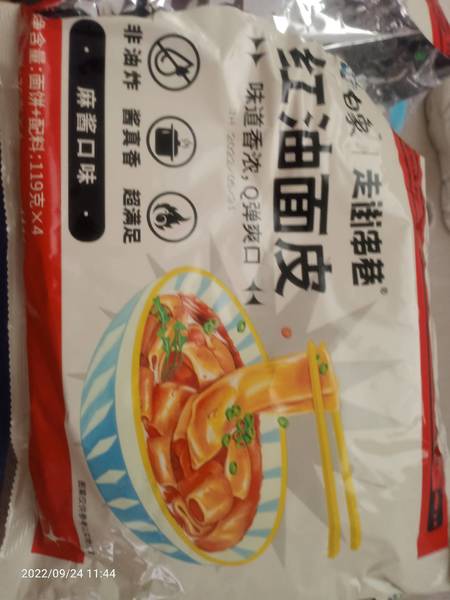 白象
走街串巷®
红油面皮
味道香浓，Q弹爽口
非油炸
酱真香
超满足
· 麻酱口味 ·
净含量:面饼+配料:119克×4
2022/09/24 11:44